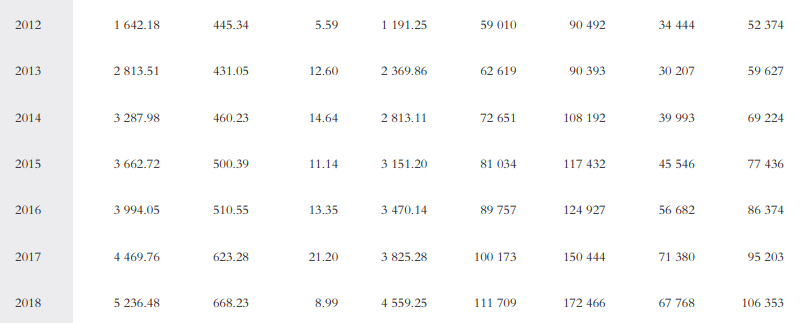 2012 1 642.18 445.34 5.59 1 191.25 59 010 90 492 34 444 52 374
2013 2 813.51 431.05 12.60 2 369.86 62 619 90 393 30 207 59 627
2014 3 287.98 460.23 14.64 2 813.11 72 651 108 192 39 993 69 224
2015 3 662.72 500.39 11.14 3 151.20 81 034 117 432 45 546 77 436
2016 3 994.05 510.55 13.35 3 470.14 89 757 124 927 56 682 86 374
2017 4 469.76 623.28 21.20 3 825.28 100 173 150 444 71 380 95 203
2018 5 236.48 668.23 8.99 4 559.25 111 709 172 466 67 768 106 353